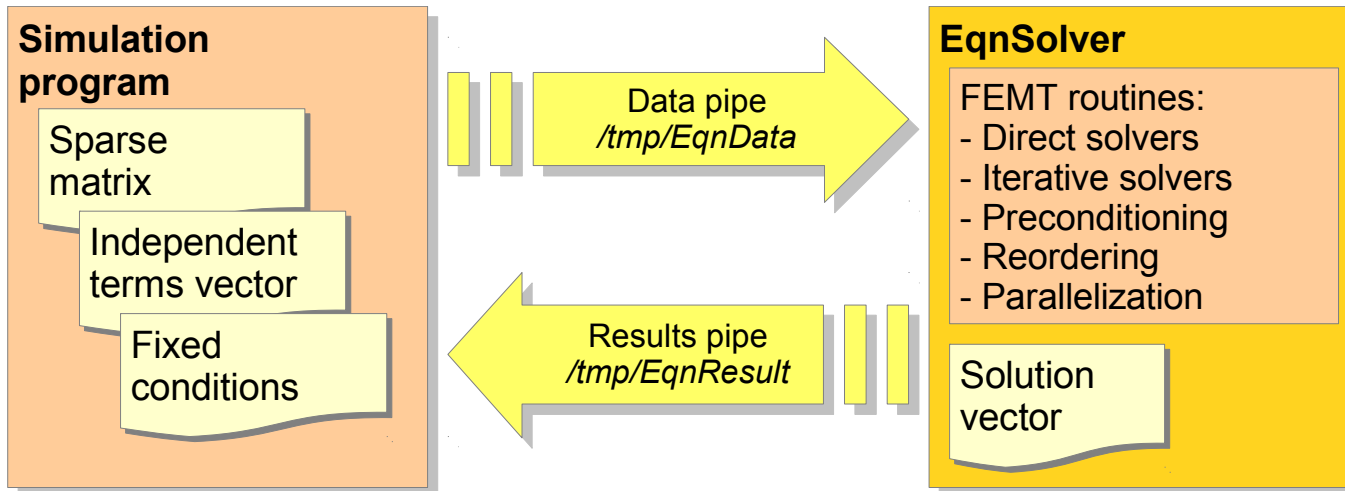 Simulation
program
Sparse
matrix
Independent
terms vector
Fixed
conditions
Data pipe
/tmp/EqnData
Results pipe
/tmp/EqnResult
EqnSolver
FEMT routines:
- Direct solvers
- Iterative solvers
- Preconditioning
- Reordering
- Parallelization
Solution
vector